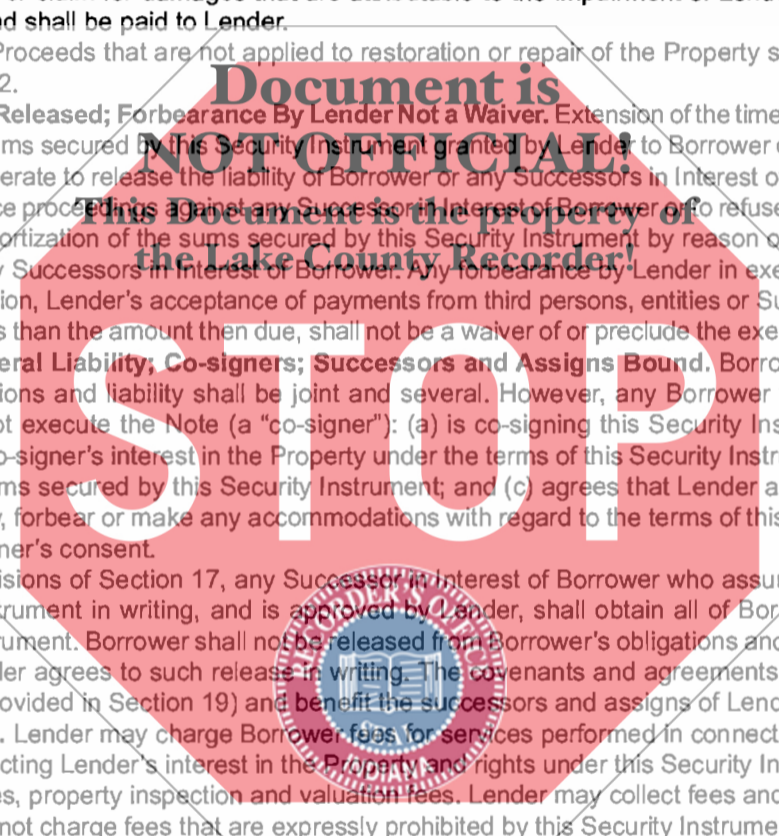 d shall be paid to Lender.
Proceeds that are not applied to restoration or repair of the Property s
2.
Document is
Released; Forbearance By Lender Not a Waiver. Extension of the time
NOT OFFICIAL!
ms secured by this Security Instrument granted by Lender to Borrower
erate to release the liability of Borrower or any Successors in Interest o
This Document is the property of
e proceedings against any Successors in Interest of Borrower or to refuse
ortization of the sums secured by this Security Instrument by reason o
the Lake County Recorder!
Successors in Interest of Borrower. Any forbearance by Lender in exe
ion, Lender's acceptance of payments from third persons, entities or S
s than the amount then due, shall not be a waiver of or preclude the exe
STOP
eral Liability; Co-signers; Successors and Assigns Bound. Borro
ions and liability shall be joint and several. However, any Borrower
ot execute the Note (a “co-signer”): (a) is co-signing this Security Ins
o-signer's interest in the Property under the terms of this Security Instr
ms secured by this Security Instrument; and (c) agrees that Lender a
, forbear or make any accommodations with regard to the terms of this
ner's consent.
isions of Section 17, any Successor in Interest of Borrower who assu
rument in writing, and is approved by Lender, shall obtain all of Bor
ument. Borrower shall not be released from Borrower's obligations and
der agrees to such release in writing. The covenants and agreements
ovided in Section 19) and benefit the successors and assigns of Lend
. Lender may charge Borrower fees for services performed in connect
cting Lender's interest in the Property and rights under this Security In
s, property inspection and valuation fees. Lender may collect fees and
not charge fees that are expressly prohibited by this Security Instrume
RECORDER'S OFFICE
SEAL
INDIANA